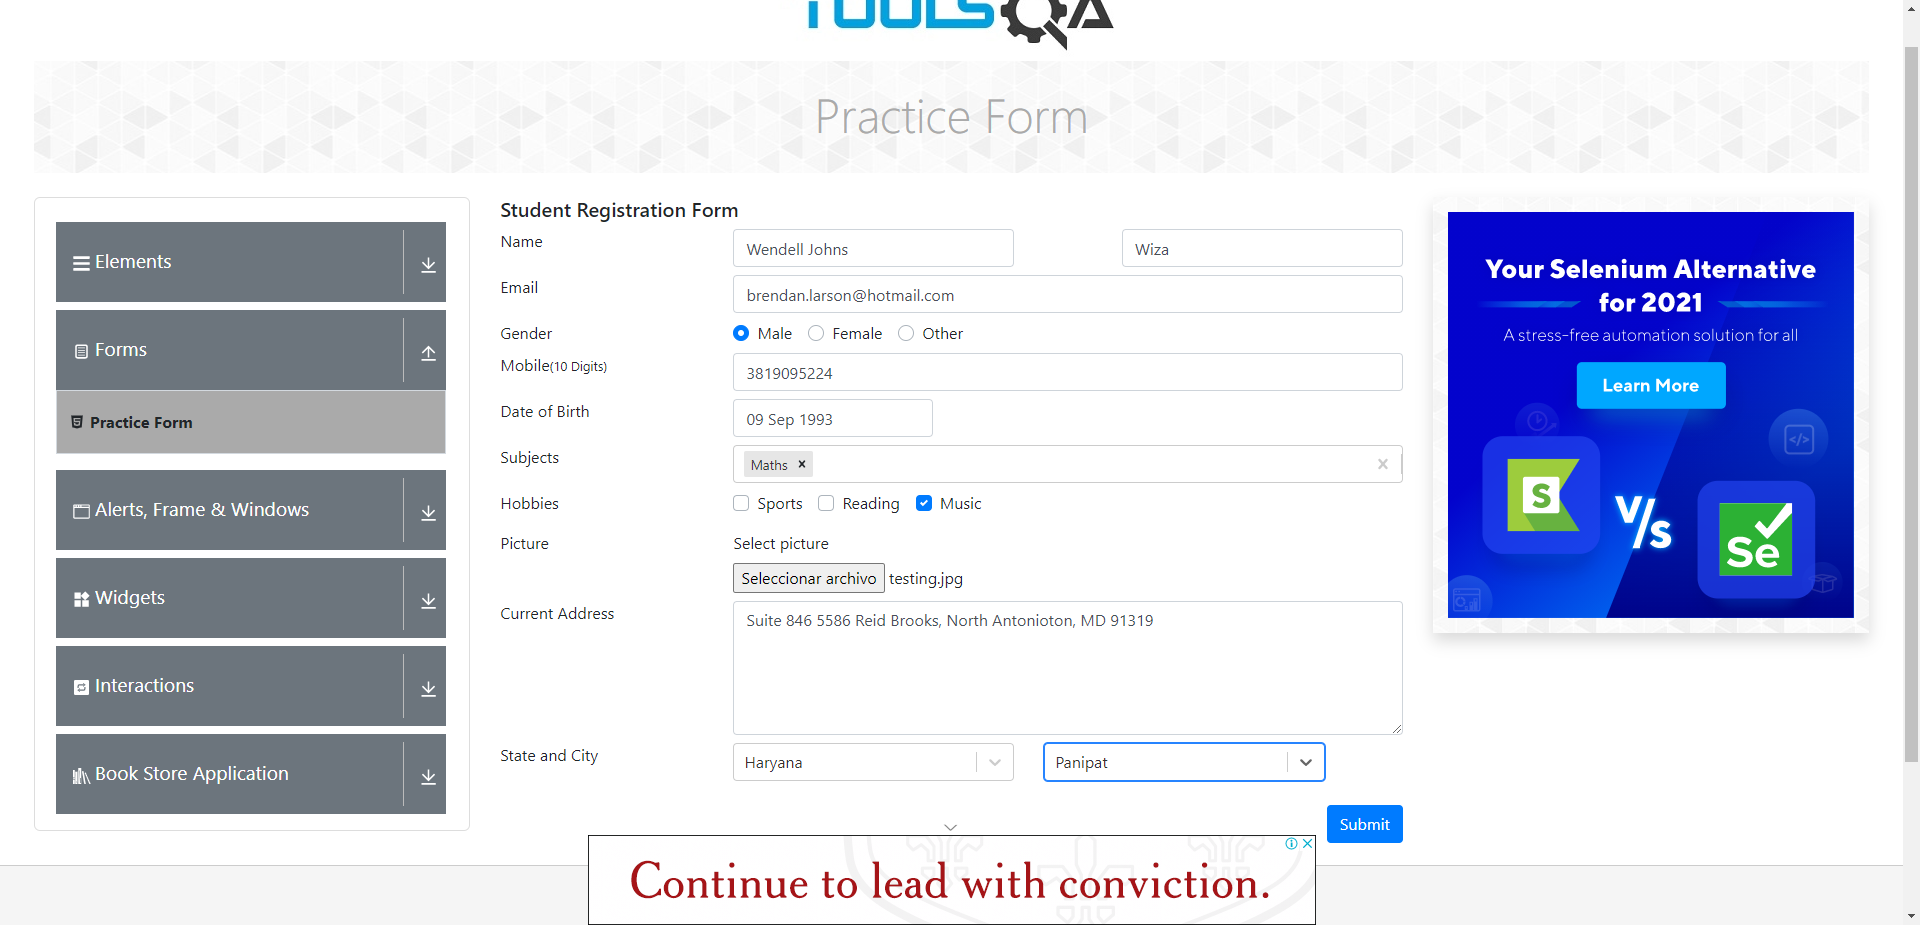 TOOLSQA
Practice Form
Elements
Forms
Practice Form
Alerts, Frame & Windows
Widgets
Interactions
Book Store Application
Student Registration Form
Name
Wendell Johns
Wiza
Email
brendan.larson@hotmail.com
Gender
Male
Female
Other
Mobile(10 Digits)
3819095224
Date of Birth
09 Sep 1993
Subjects
Maths
Hobbies
Sports
Reading
Music
Picture
Select picture
Seleccionar archivo testing.jpg
Current Address
Suite 846 5586 Reid Brooks, North Antonioton, MD 91319
State and City
Haryana
Panipat
Submit
Your Selenium Alternative
for 2021
A stress-free automation solution for all
Learn More
S
V/s
Se
Continue to lead with conviction.